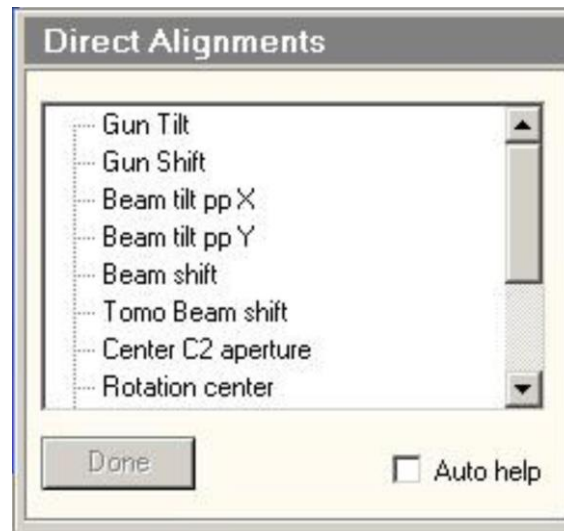 Direct Alignments
Gun Tilt
Gun Shift
Beam tilt pp X
Beam tilt pp Y
Beam shift
Tomo Beam shift
Center C2 aperture
Rotation center
Done
Auto help